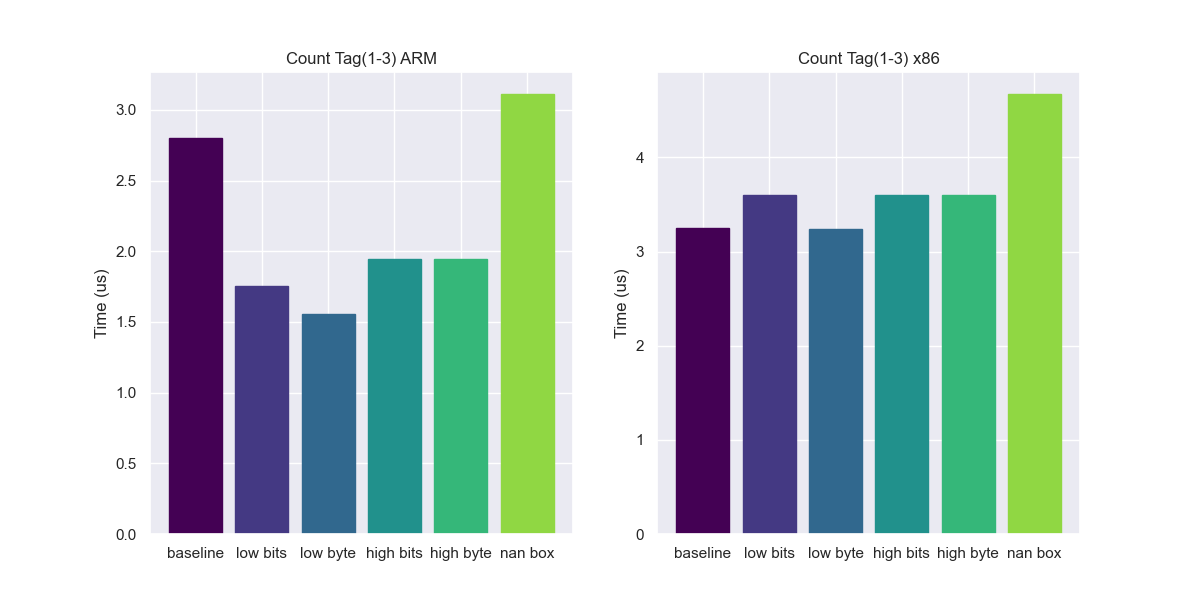 Count Tag(1-3) ARM
Time (us)
3.0
2.5
2.0
1.5
1.0
0.5
0.0
baseline low bits low byte high bits high byte nan box
Count Tag(1-3) x86
Time (us)
4
3
2
1
0
baseline low bits low byte high bits high byte nan box